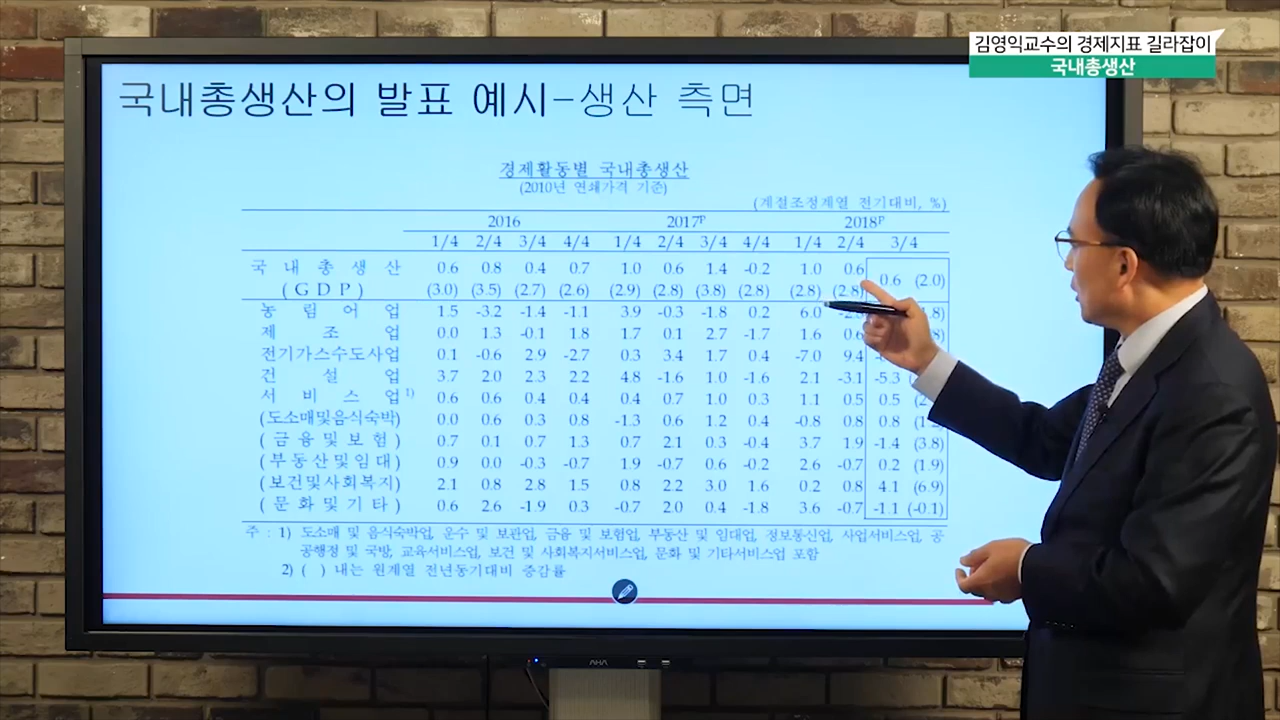 김영익교수의 경제지표 길라잡이
국내총생산
국내총생산의 발표 예시-생산 측면
경제활동별 국내총생산
(2010년 연쇄가격 기준)
(계절조정계열 전기대비, %)
2016 2017p 2018p
1/4 2/4 3/4 4/4 1/4 2/4 3/4 4/4 1/4 2/4 3/4
국내총생산 0.6 0.8 0.4 0.7 1.0 0.6 1.4 -0.2 1.0 0.6 0.6 (2.0)
(GDP) (3.0) (3.5) (2.7) (2.6) (2.9) (2.8) (3.8) (2.8) (2.8) (2.8)
농림어업 1.5 -3.2 -1.4 -1.1 3.9 -0.3 -1.8 0.2 6.0
제조업 0.0 1.3 -0.1 1.8 1.7 0.1 2.7 -1.7 1.6 0.6
전기가스수도사업 0.1 -0.6 2.9 -2.7 0.3 3.4 1.7 0.4 -7.0 9.4
건설업 3.7 2.0 2.3 2.2 4.8 -1.6 1.0 -1.6 2.1 -3.1 -5.3
서비스업1) 0.6 0.6 0.4 0.4 0.4 0.7 1.0 0.3 1.1 0.5 0.5
(도소매및음식숙박) 0.0 0.6 0.3 0.8 -1.3 0.6 1.2 0.4 -0.8 0.8 0.8
(금융및보험) 0.7 0.1 0.7 1.3 0.7 2.1 0.3 -0.4 3.7 1.9 -1.4 (3.8)
(부동산및임대) 0.9 0.0 -0.3 -0.7 1.9 -0.7 0.6 -0.2 2.6 -0.7 0.2 (1.9)
(보건및사회복지) 2.1 0.8 2.8 1.5 0.8 2.2 3.0 1.6 0.2 0.8 4.1 (6.9)
(문화및기타) 0.6 2.6 -1.9 0.3 -0.7 2.0 0.4 -1.8 3.6 -0.7 -1.1 (-0.1)
주 : 1) 도소매 및 음식숙박업, 운수 및 보관업, 금융 및 보험업, 부동산 및 임대업, 정보통신업, 사업서비스업, 공
공행정 및 국방, 교육서비스업, 보건 및 사회복지서비스업, 문화 및 기타서비스업 포함
2) ( ) 내는 원계열 전년동기대비 증감률
AHA